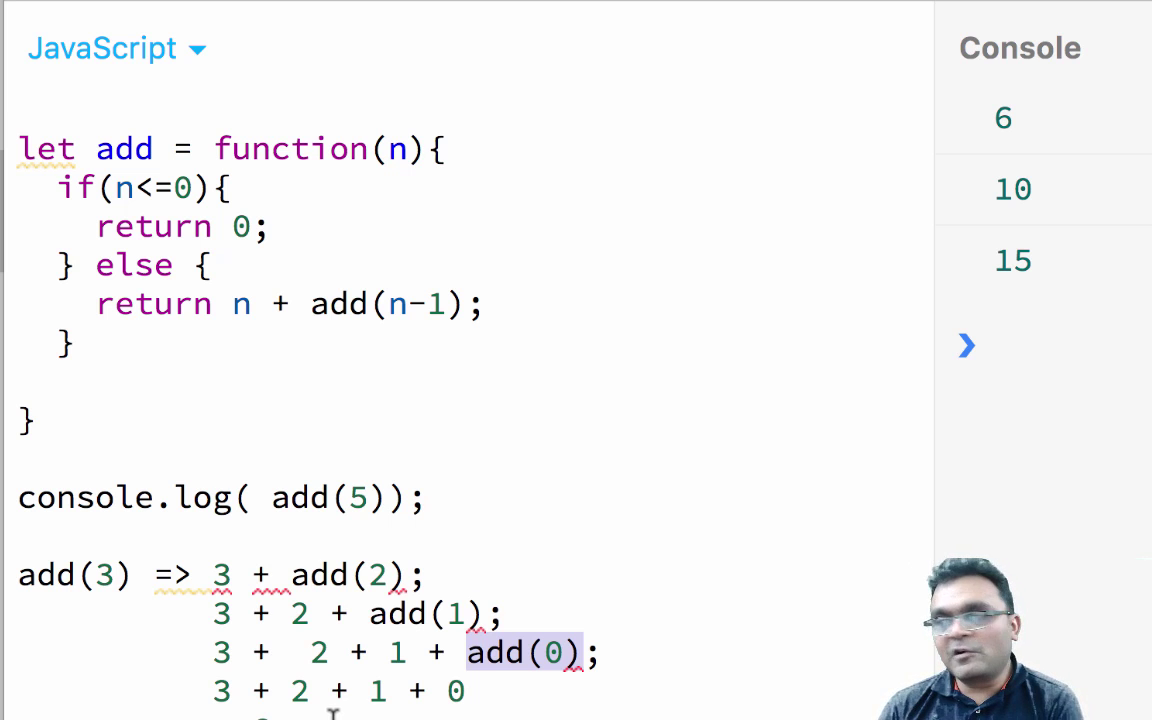 JavaScript
let add = function(n){
if(n<=0){
return 0;
} else {
return n + add(n-1);
}
}
console.log( add(5));
add(3) => 3 + add(2);
3 + 2 + add(1);
3 + 2 + 1 + add(0);
3 + 2 + 1 + 0
Console
6
10
15
❯